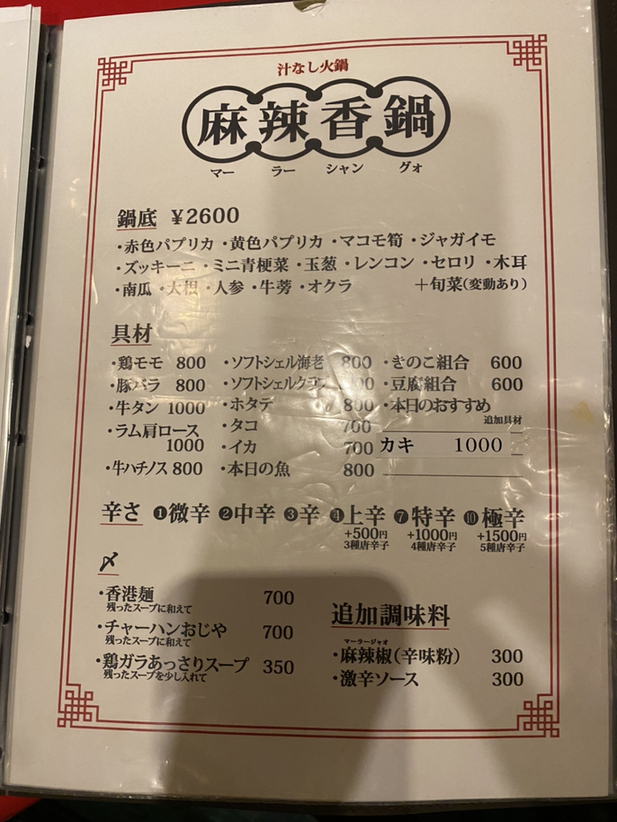 汁なし火鍋
麻辣香鍋
マー ラー シャン グォ
鍋底 ¥2600
・赤色パプリカ ・黄色パプリカ ・マコモ筍 ・ジャガイモ
・ズッキーニ ・ミニ青梗菜 ・玉葱 ・レンコン ・セロリ ・木耳
・南瓜 ・大根 ・人参 ・牛蒡 ・オクラ ＋旬菜(変動あり)
具材
・鶏モモ 800 ・ソフトシェル海老 800 ・きのこ組合 600
・豚バラ 800 ・ソフトシェルクラブ ・豆腐組合 600
・牛タン 1000 ・ホタテ 800 ・本日のおすすめ
・ラム肩ロース ・タコ 700 追加具材
1000 ・イカ 700 カキ 1000
・牛ハチノス 800 ・本日の魚 800
辛さ ❶微辛 ❷中辛 ❸辛 ❹上辛 ❼特辛 ❿極辛
+500円 +1000円 +1500円
3種唐辛子 4種唐辛子 5種唐辛子
〆
・香港麺 700
残ったスープに和えて
・チャーハンおじや 700
残ったスープに和えて
・鶏ガラあっさりスープ 350
残ったスープを少し入れて
追加調味料
マーラージャオ
・麻辣椒(辛味粉) 300
・激辛ソース 300